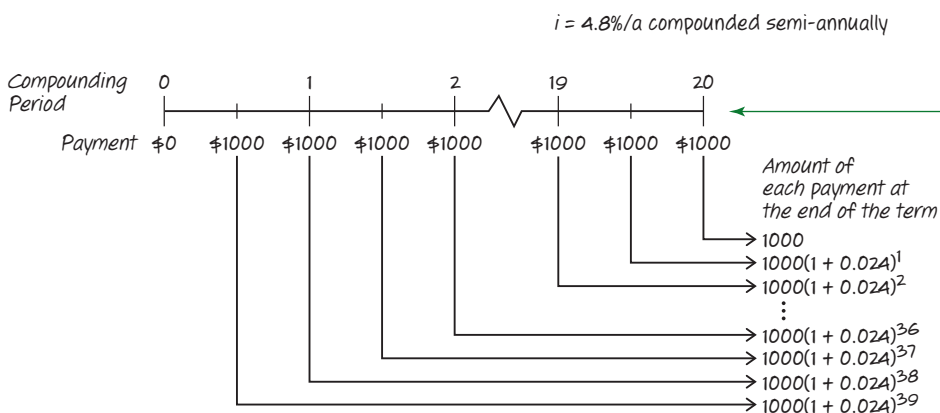 i = 4.8%/a compounded semi-annually
Compounding Period 0 1 2 19 20
Payment $0 $1000 $1000 $1000 $1000 $1000 $1000 $1000
Amount of
each payment at
the end of the term
1000
1000(1 + 0.024)^1
1000(1 + 0.024)^2
⋮
1000(1 + 0.024)^36
1000(1 + 0.024)^37
1000(1 + 0.024)^38
1000(1 + 0.024)^39